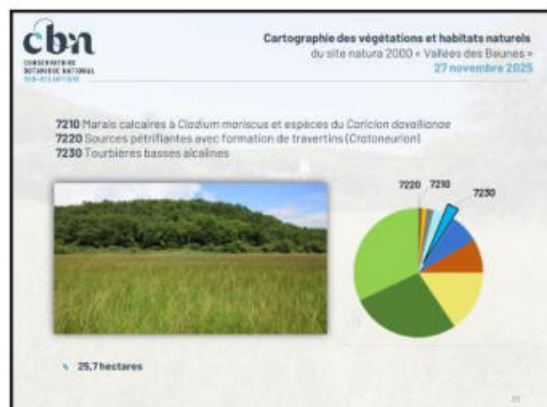 cbn
CONSERVATOIRE
BOTANIQUE NATIONAL
SUD-ATLANTIQUE
Cartographie des végétations et habitats naturels
du site natura 2000 « Vallées des Beunes »
27 novembre 2025
7210 Marais calcaires à Cladium mariscus et espèces du Caricion davallianae
7220 Sources pétrifiantes avec formation de travertins (Cratoneurion)
7230 Tourbières basses alcalines
7220
7210
7230
25,7 hectares